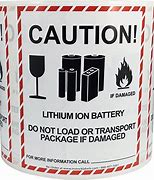 CAUTION!
IF DAMAGED
LITHIUM ION BATTERY
DO NOT LOAD OR TRANSPORT
PACKAGE IF DAMAGED
FOR MORE INFORMATION CALL